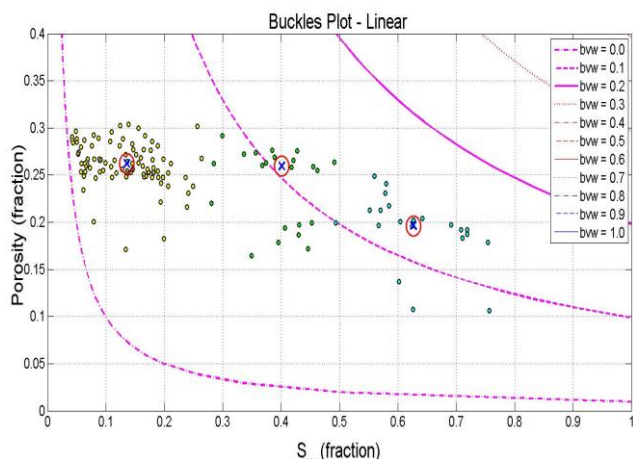 Buckles Plot - Linear
0.4
0.35
0.3
0.25
0.2
0.15
0.1
0.05
0
Porosity (fraction)
0
0.1
0.2
0.3
0.4
0.5
0.6
0.7
0.8
0.9
1
S (fraction)
bvw = 0.0
bvw = 0.1
bvw = 0.2
bvw = 0.3
bvw = 0.4
bvw = 0.5
bvw = 0.6
bvw = 0.7
bvw = 0.8
bvw = 0.9
bvw = 1.0